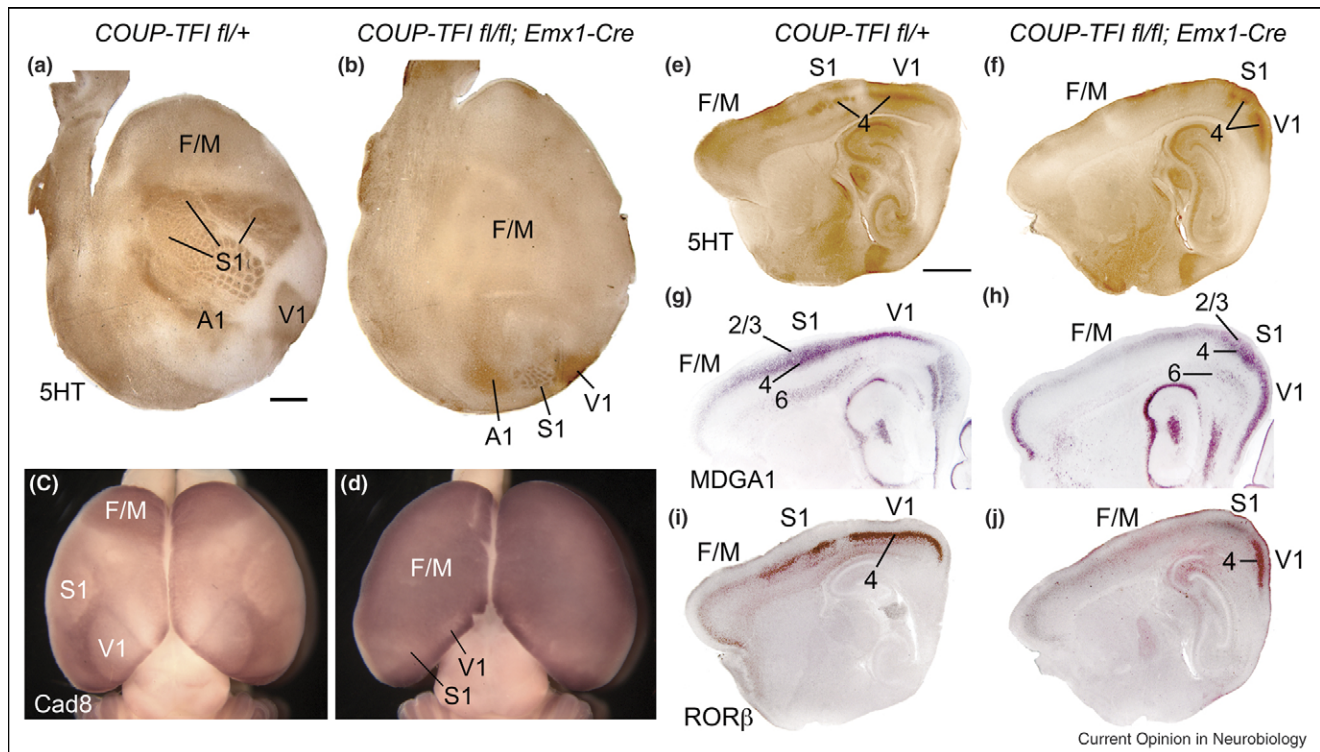 COUP-TFI fl/+
COUP-TFI fl/fl; Emx1-Cre
COUP-TFI fl/+
COUP-TFI fl/fl; Emx1-Cre
(a)
F/M
S1
A1
V1
5HT
(b)
F/M
A1
S1
V1
(C)
F/M
S1
V1
Cad8
(d)
F/M
V1
S1
(e)
S1
V1
F/M
4
5HT
(f)
F/M
S1
4
V1
(g)
2/3
S1
V1
F/M
4
6
MDGA1
(h)
2/3
F/M
S1
4
6
V1
(i)
S1
V1
F/M
4
RORβ
(j)
F/M
S1
4
V1
Current Opinion in Neurobiology